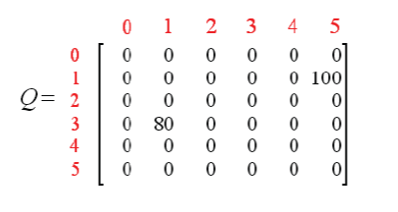 0 1 2 3 4 5
0 0 0 0 0 0 0
1 0 0 0 0 0 100
Q= 2 0 0 0 0 0 0
3 0 80 0 0 0 0
4 0 0 0 0 0 0
5 0 0 0 0 0 0